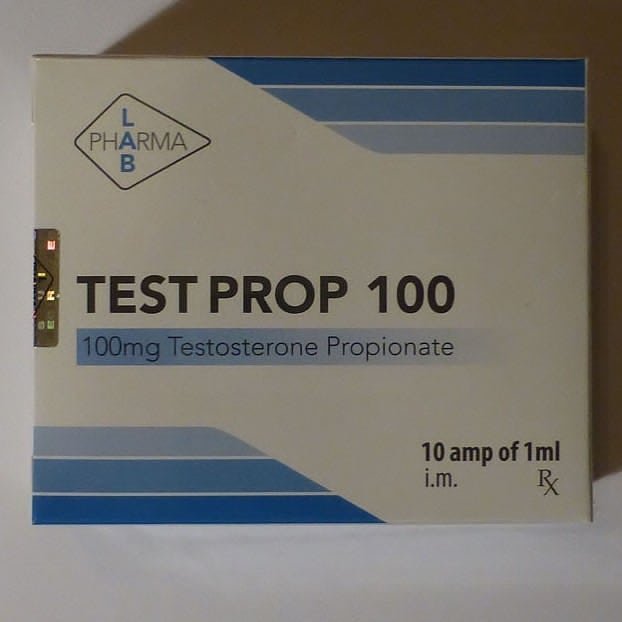 LAB
PHARMA
TEST PROP 100
100mg Testosterone Propionate
10 amp of 1ml
i.m.
Rx